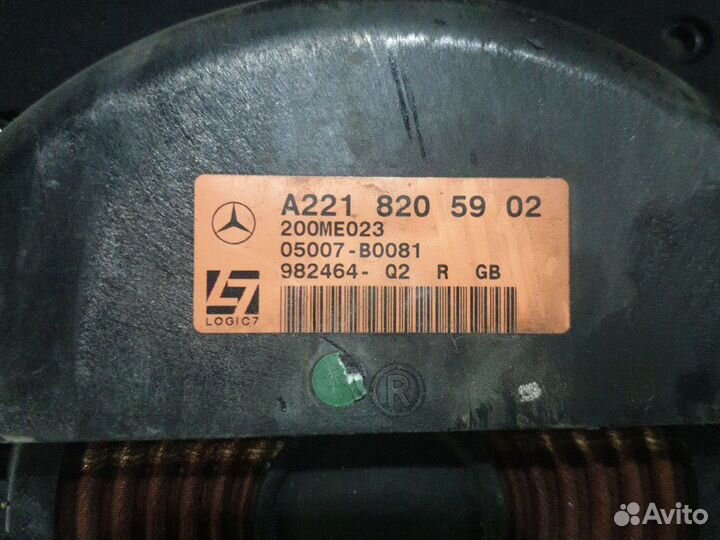 A221 820 59 02
200ME023
05007-B0081
982464- Q2 R GB
LOGIC7
®
Avito